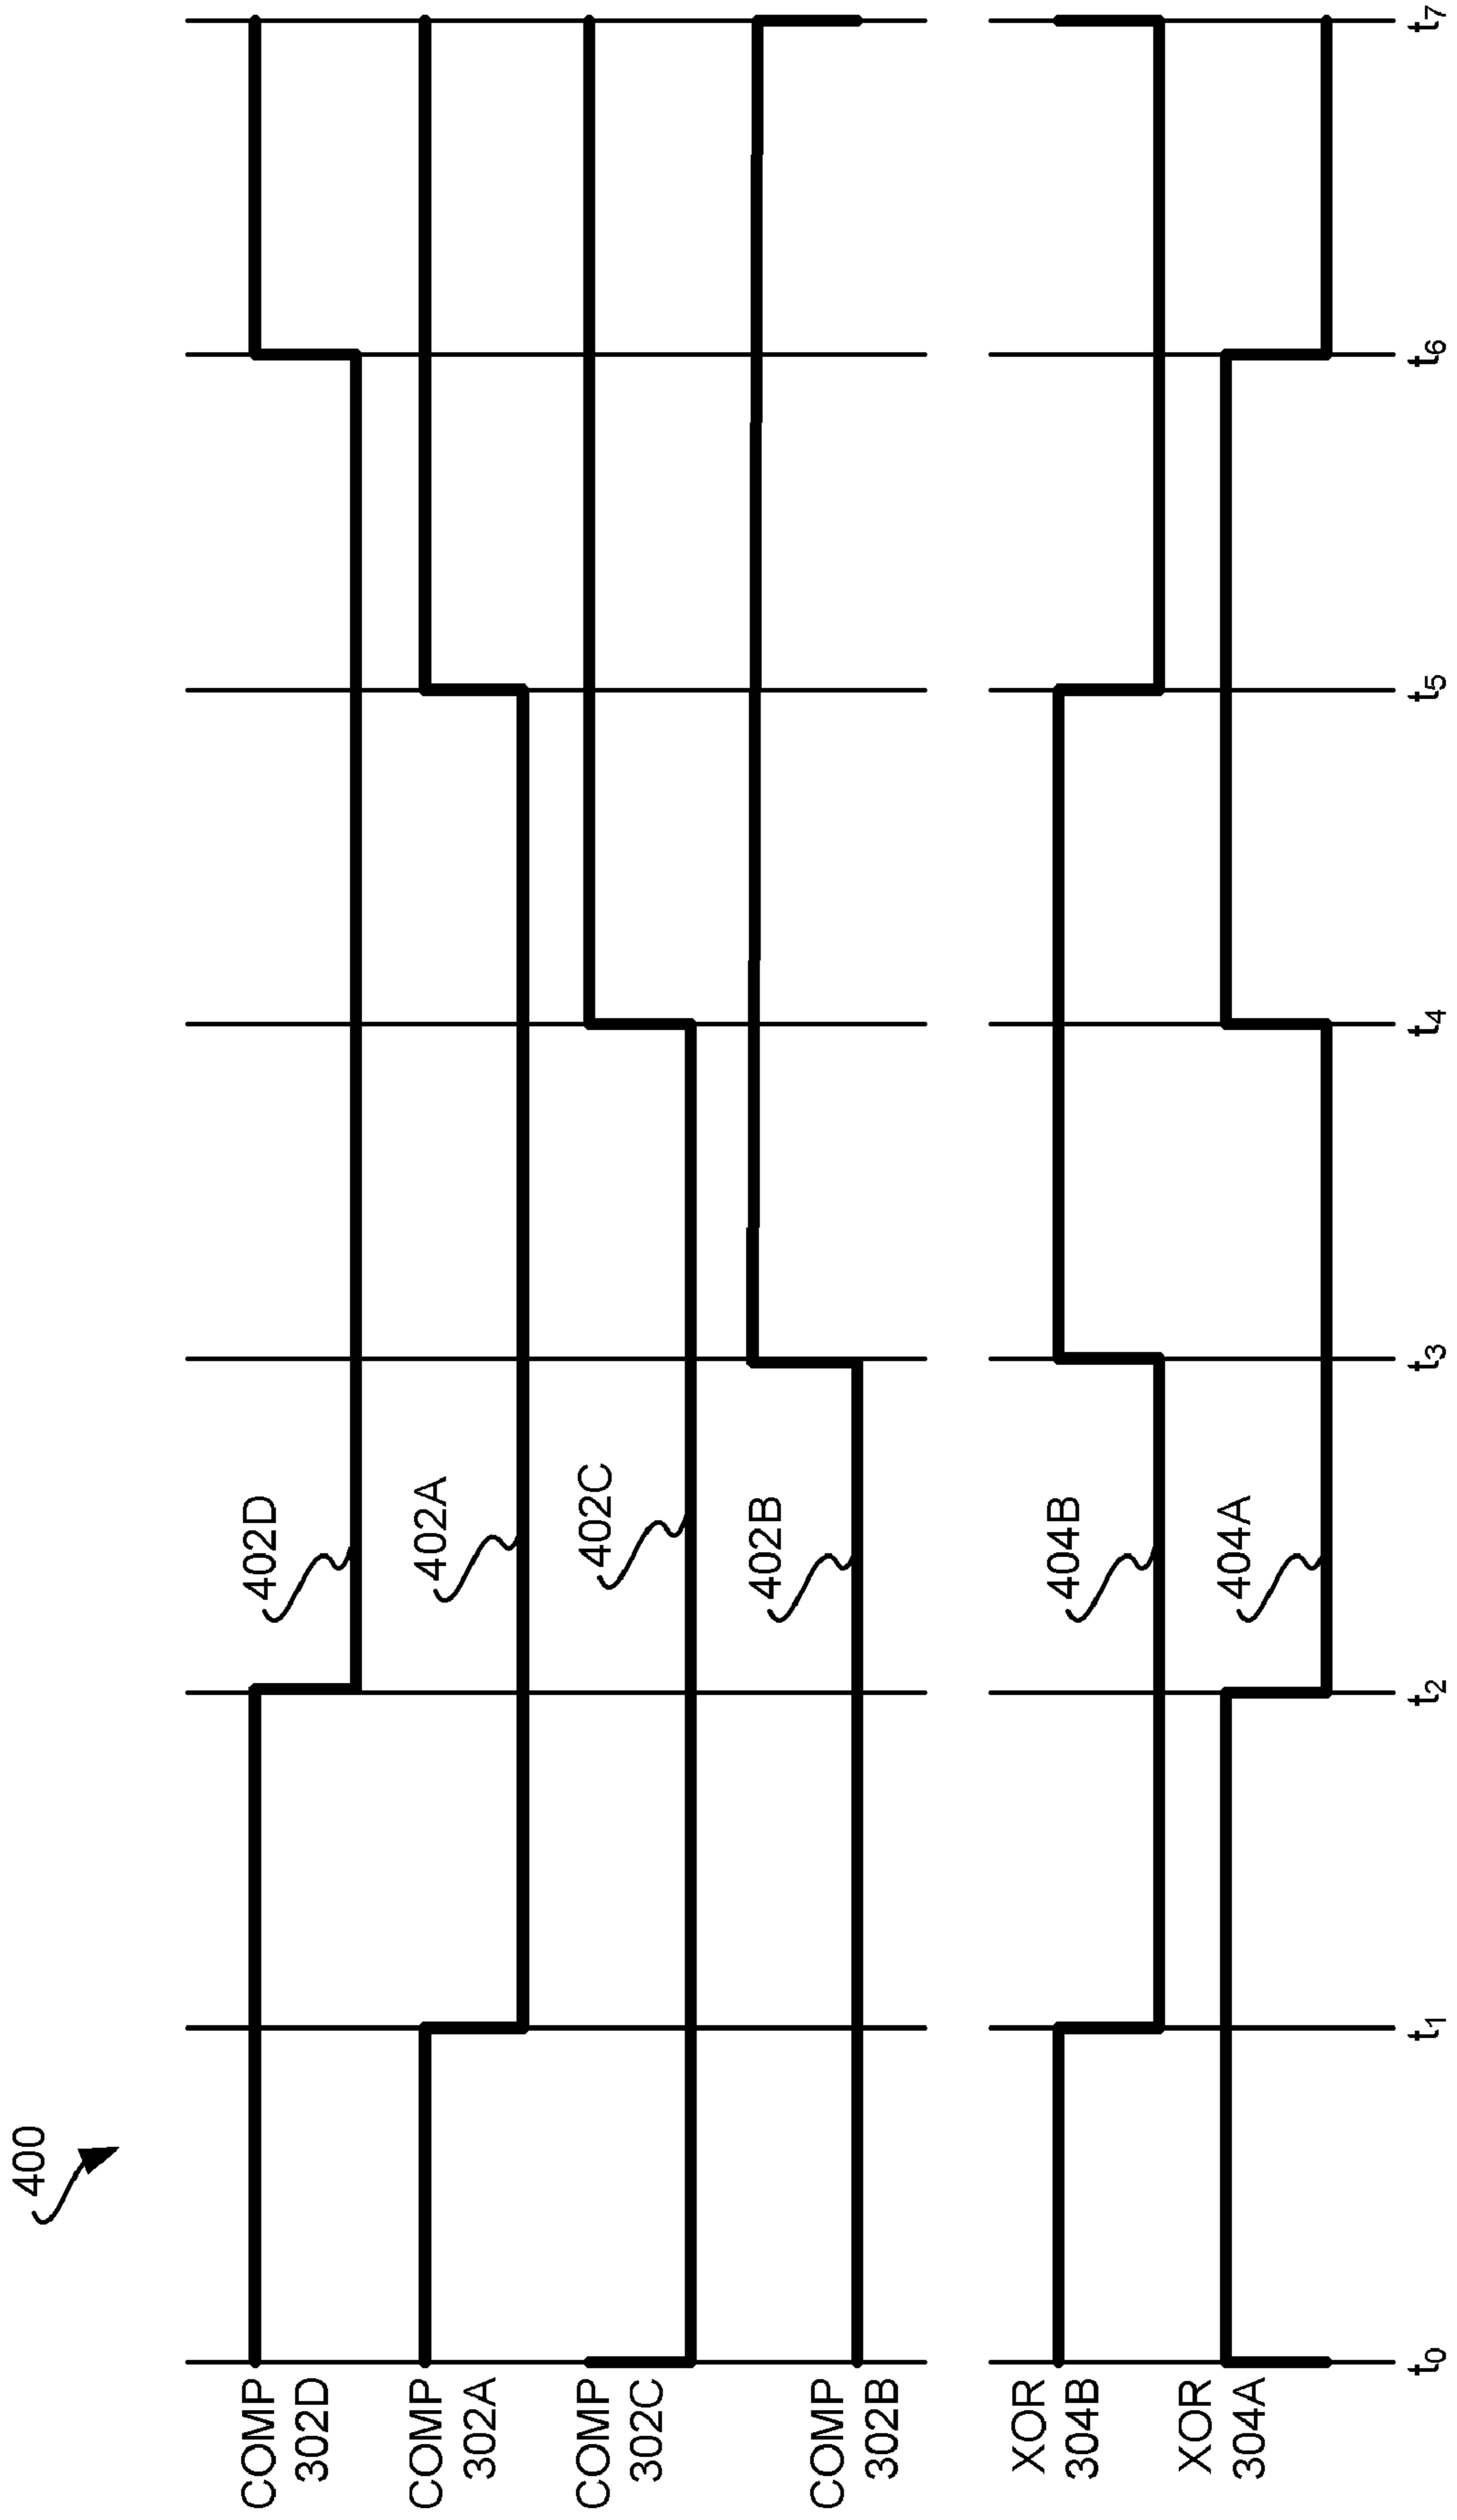 400
COMP
302D
402D
COMP
302A
402A
COMP
302C
402C
COMP
302B
402B
XOR
304B
404B
XOR
304A
404A
t0 t1 t2 t3 t4 t5 t6 t7